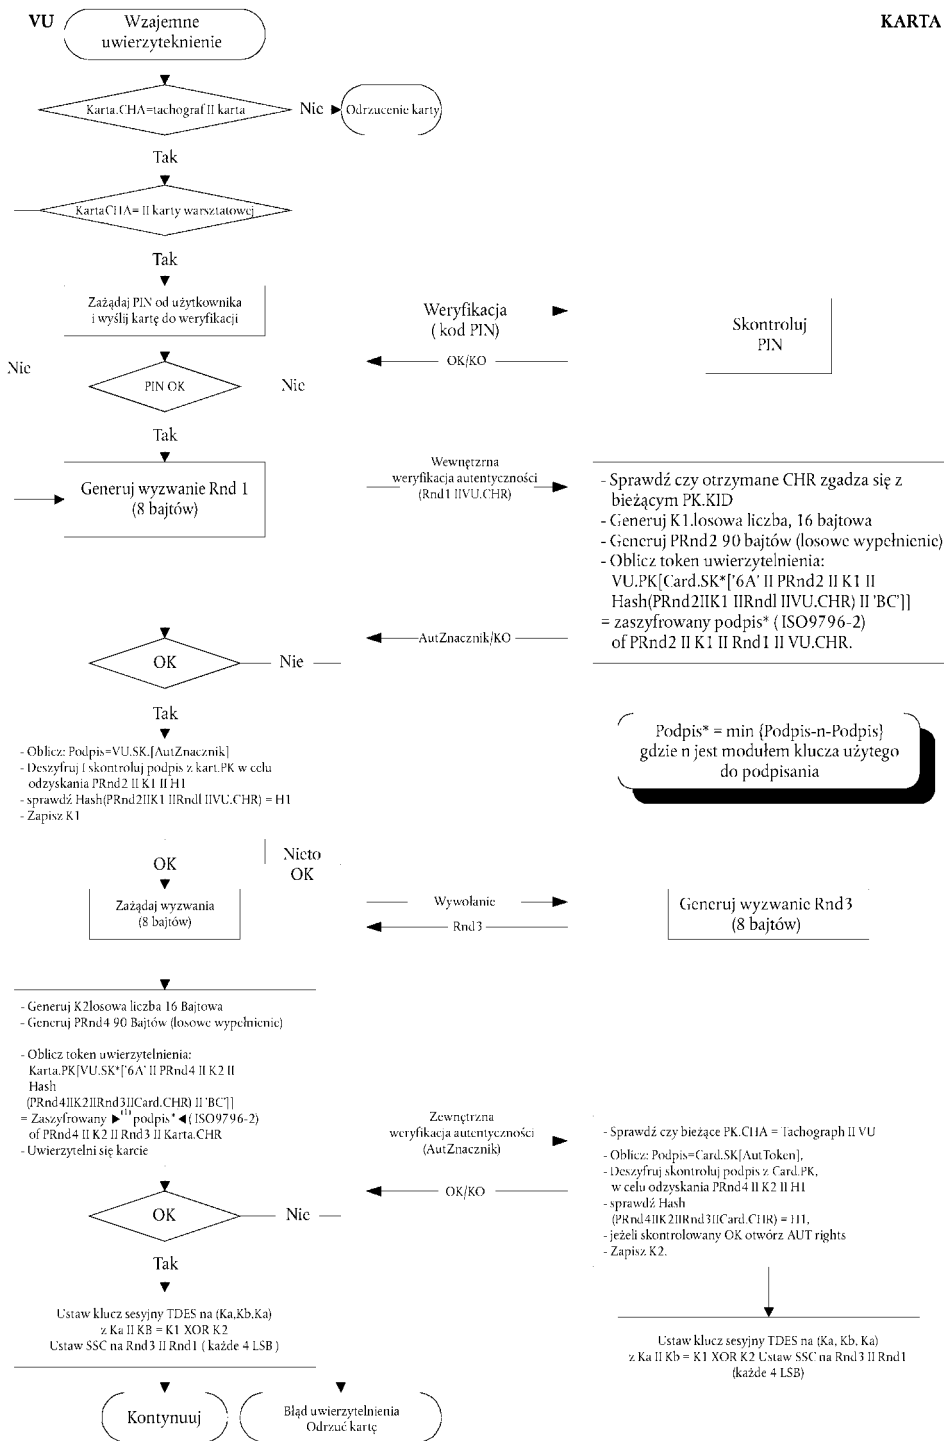 VU
Wzajemne
uwierzyteknienie
KARTA
Karta.CHA=tachograf II karta
Nie
Odrzucenie karty
Tak
KartaCHA= II karty warsztatowej
Tak
Zażądaj PIN od użytkownika
i wyślij kartę do weryfikacji
Weryfikacja
( kod PIN)
Skontroluj
PIN
OK/KO
Nie
PIN OK
Nie
Tak
Generuj wyzwanie Rnd 1
(8 bajtów)
Wewnętzrna
weryfikacja autentyczności
(Rnd1 IIVU.CHR)
- Sprawdź czy otrzymane CHR zgadza się z
bieżącym PK.KID
- Generuj K1.losowa liczba, 16 bajtowa
- Generuj PRnd2 90 bajtów (losowe wypełnienie)
- Oblicz token uwierzytelnienia:
VU.PK[Card.SK*['6A' II PRnd2 II K1 II
Hash(PRnd2IIK1 IIRndl IIVU.CHR) II 'BC']]
= zaszyfrowany podpis* ( ISO9796-2)
of PRnd2 II K1 II Rnd1 II VU.CHR.
AutZnacznik/KO
OK
Nie
Tak
- Oblicz: Podpis=VU.SK.[AutZnacznik]
- Deszyfruj I skontroluj podpis z kart.PK w celu
odzyskania PRnd2 II K1 II H1
- sprawdź Hash(PRnd2IIK1 IIRndl IIVU.CHR) = H1
- Zapisz K1
Podpis* = min {Podpis-n-Podpis}
gdzie n jest modułem klucza użytego
do podpisania
OK
Nieto
OK
Zażądaj wyzwania
(8 bajtów)
Wywołanie
Rnd3
Generuj wyzwanie Rnd3
(8 bajtów)
- Generuj K2losowa liczba 16 Bajtowa
- Generuj PRnd4 90 Bajtów (losowe wypełnienie)
- Oblicz token uwierzytelnienia:
Karta.PK[VU.SK*['6A' II PRnd4 II K2 II
Hash
(PRnd4IIK2IIRnd3IICard.CHR) II 'BC']]
= Zaszyfrowany ►(1) podpis* ◄ ( ISO9796-2)
of PRnd4 II K2 II Rnd3 II Karta.CHR
- Uwierzytelni się karcie
Zewnętrzna
weryfikacja autentyczności
(AutZnacznik)
OK/KO
- Sprawdź czy bieżące PK.CHA = Tachograph II VU
- Oblicz: Podpis=Card.SK[AutToken],
- Deszyfruj skontroluj podpis z Card.PK,
w celu odzyskania PRnd4 II K2 II H1
- sprawdź Hash
(PRnd4IIK2IIRnd3IICard.CHR) = H1,
- jeżeli skontrolowany OK otwórz AUT rights
- Zapisz K2.
OK
Nie
Tak
Ustaw klucz sesyjny TDES na (Ka,Kb,Ka)
z Ka II KB = K1 XOR K2
Ustaw SSC na Rnd3 II Rnd1 ( każde 4 LSB )
Ustaw klucz sesyjny TDES na (Ka, Kb, Ka)
z Ka II Kb = K1 XOR K2 Ustaw SSC na Rnd3 II Rnd1
(każde 4 LSB)
Kontynuuj
Błąd uwierzytelnienia
Odrzuć kartę